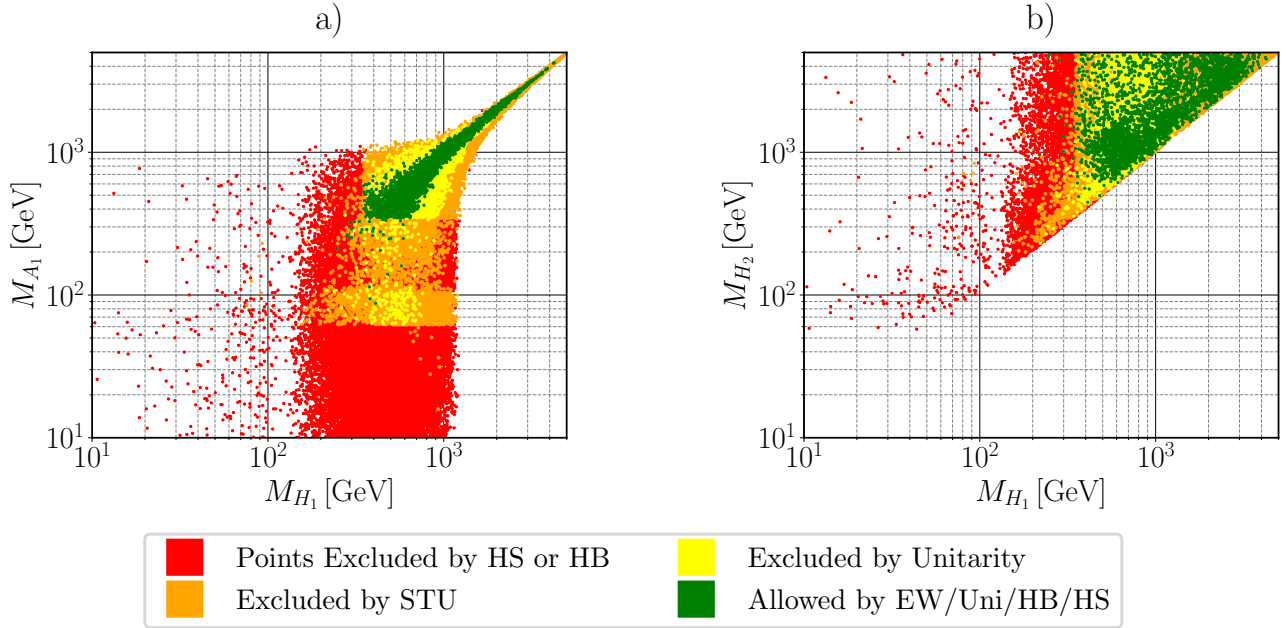 a)
10^3
10^2
10^1
M_{A_1} [GeV]
10^1 10^2 10^3
M_{H_1} [GeV]
b)
10^3
10^2
10^1
M_{H_2} [GeV]
10^1 10^2 10^3
M_{H_1} [GeV]
Points Excluded by HS or HB
Excluded by STU
Excluded by Unitarity
Allowed by EW/Uni/HB/HS